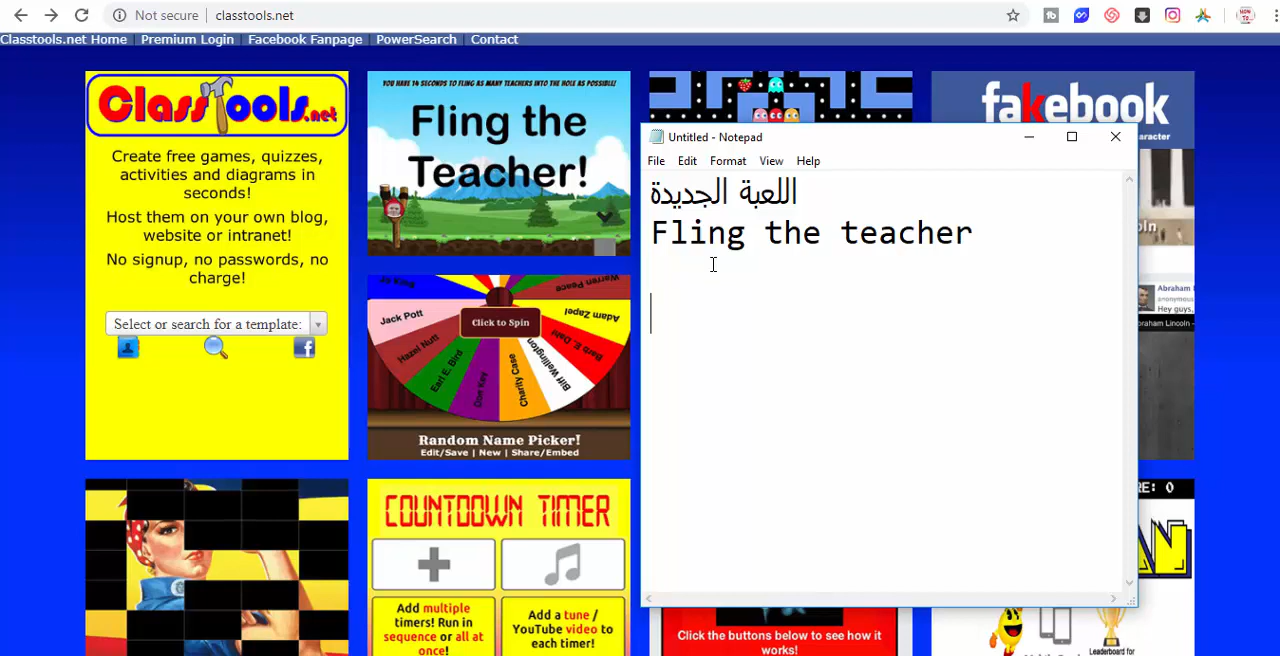 Not secure
classtools.net
Classtools.net Home
Premium Login
Facebook Fanpage
PowerSearch
Contact
ClassTools.net
Create free games, quizzes,
activities and diagrams in
seconds!
Host them on your own blog,
website or intranet!
No signup, no passwords, no
charge!
Select or search for a template:
YOU HAVE 14 SECONDS TO FLING AS MANY TEACHERS INTO THE HOLE AS POSSIBLE!
Fling the
Teacher!
Warren Peace
Adam Zapel
Barb E. Dahl
Biff Wellington
Charity Case
Don Key
Earl E. Bird
Hazel Nutt
Jack Pott
Click to Spin
Random Name Picker!
Edit/Save | New | Share/Embed
COUNTDOWN TIMER
Add multiple
timers! Run in
sequence or all at
once!
Add a tune /
YouTube video to
each timer!
fakebook
aracter
Untitled - Notepad
File Edit Format View Help
اللعبة الجديدة
Fling the teacher
Abraham
anonymous
Hey guys,
braham Lincoln -
RE: 0
AN
Click the buttons below to see how it
works!
Leaderboard for